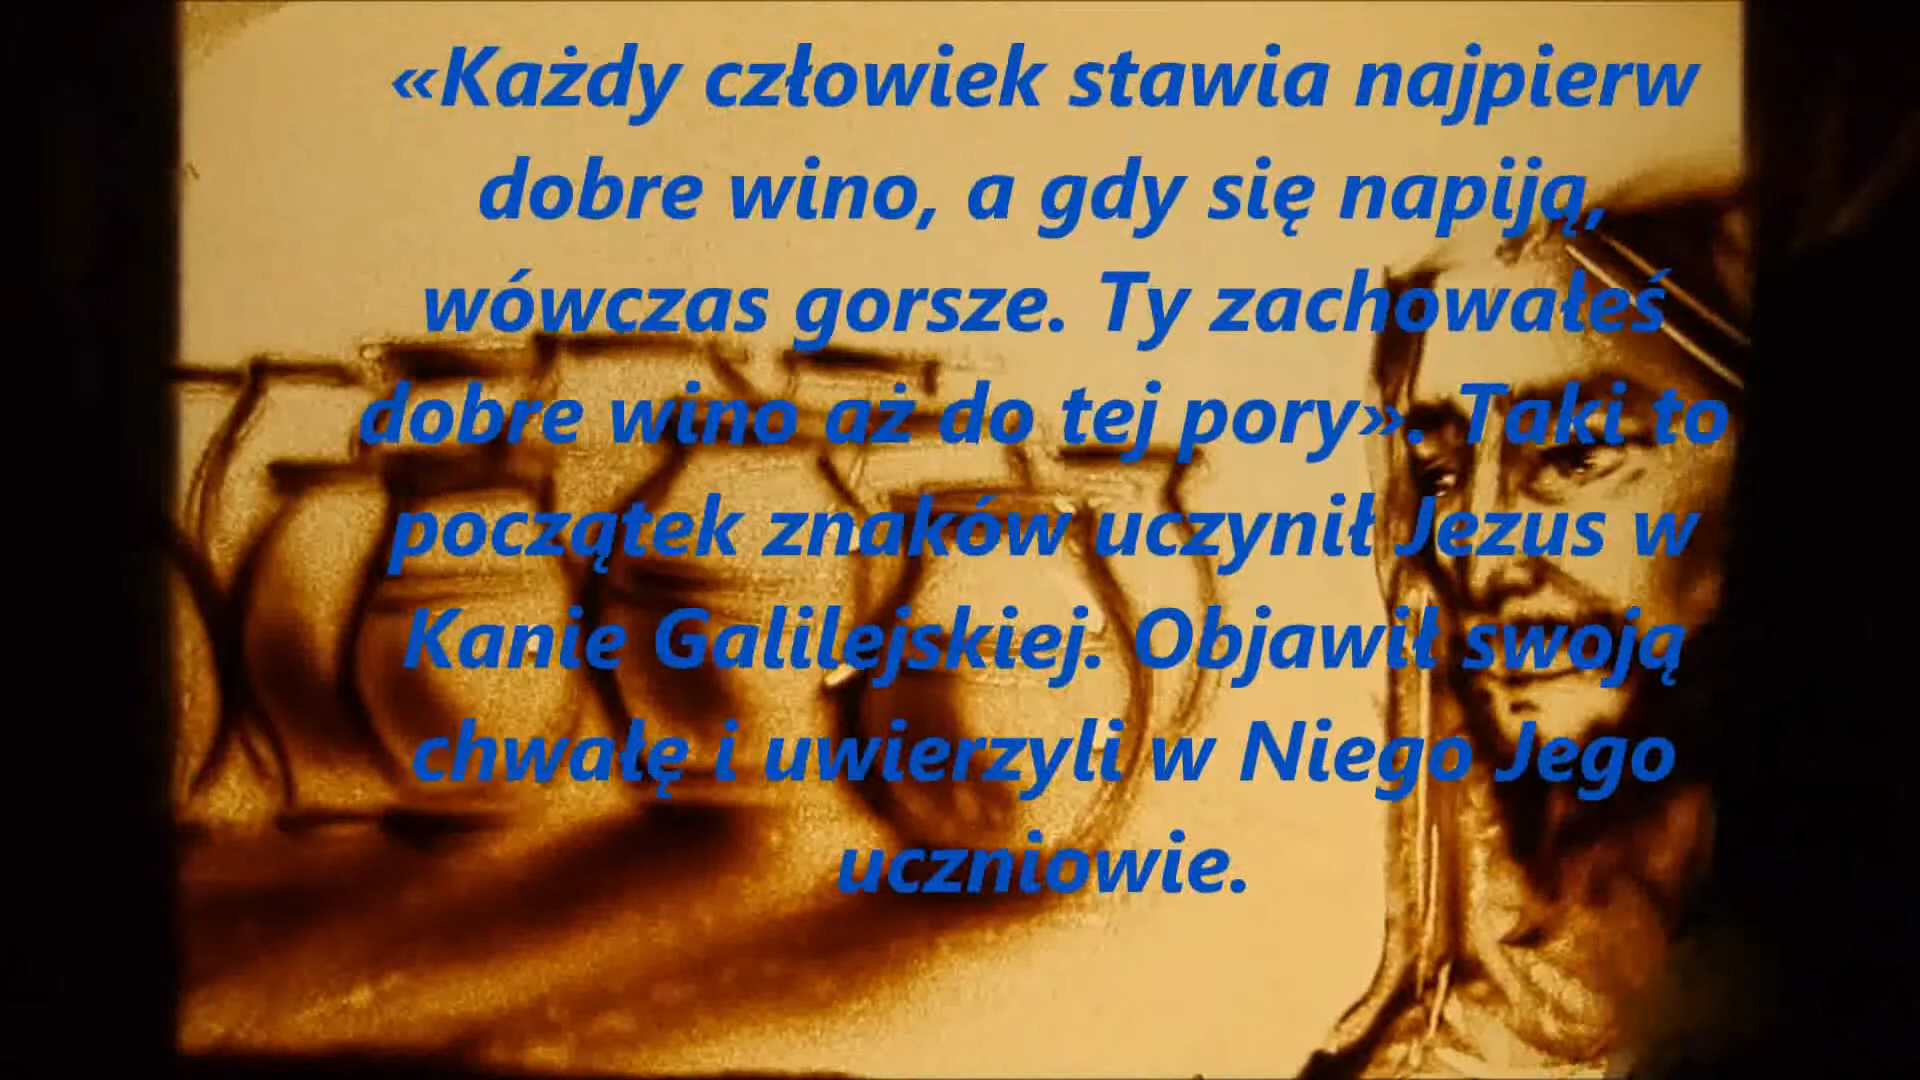 «Każdy człowiek stawia najpierw
dobre wino, a gdy się napiją,
wówczas gorsze. Ty zachowałeś
dobre wino aż do tej pory». Taki to
początek znaków uczynił Jezus w
Kanie Galilejskiej. Objawił swoją
chwałę i uwierzyli w Niego Jego
uczniowie.